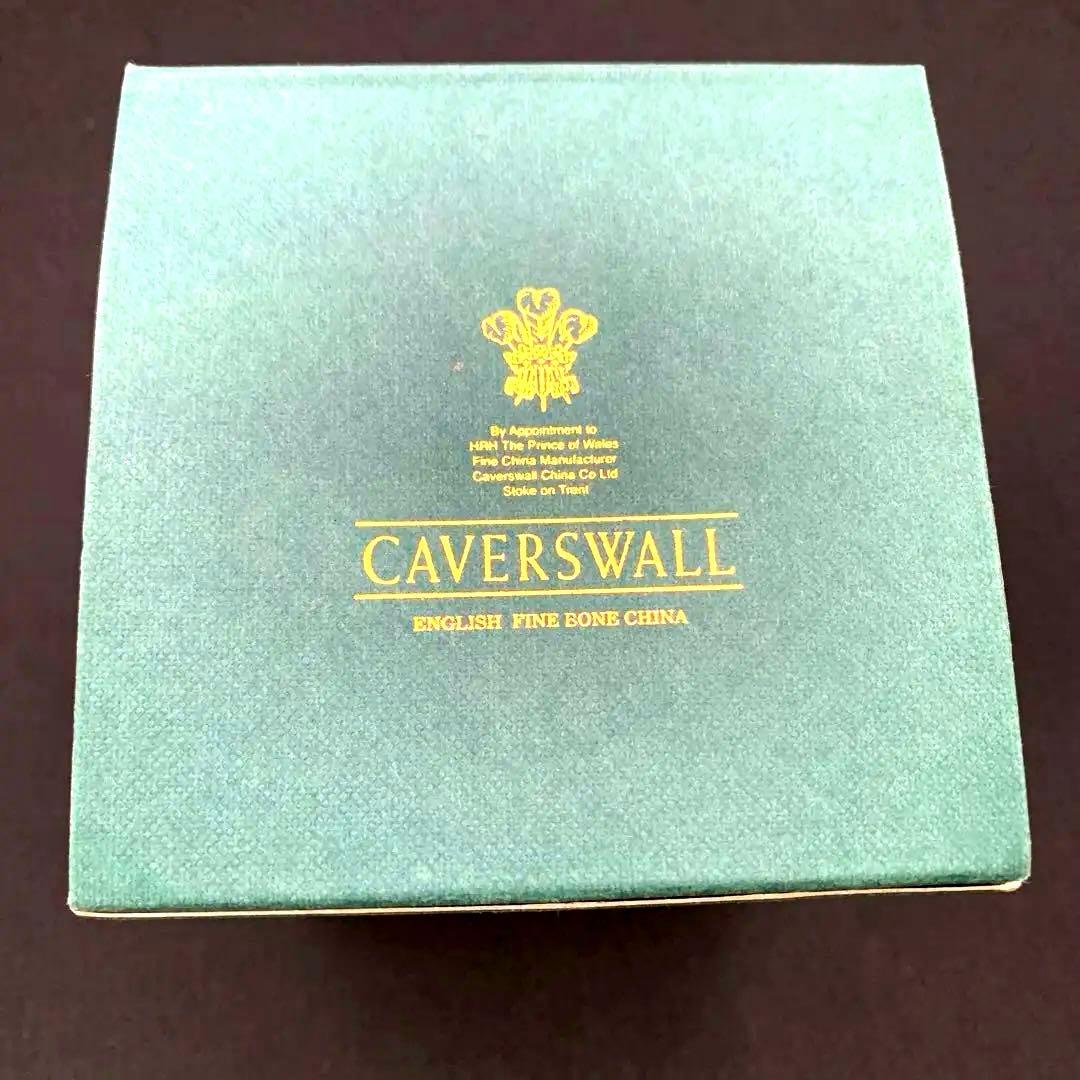 By Appointment to
HRH The Prince of Wales
Fine China Manufacturer
Caverswall China Co Ltd
Stoke on Trent
CAVERSWALL
ENGLISH FINE BONE CHINA